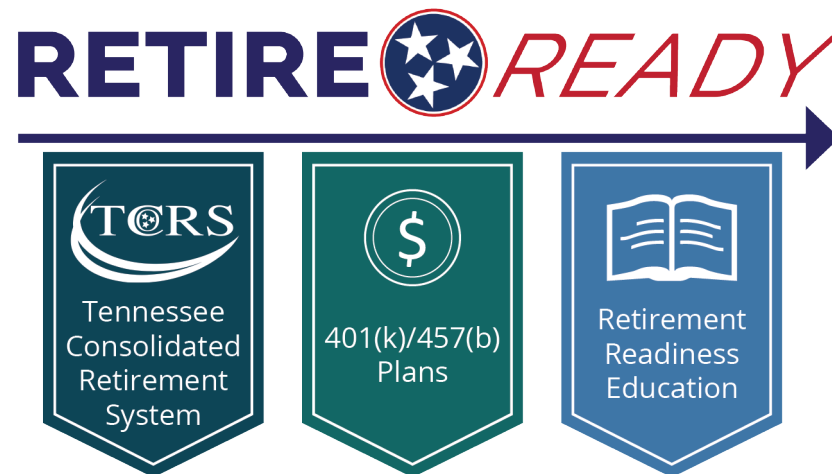 RETIRE READY
TCRS
Tennessee
Consolidated
Retirement
System
$
401(k)/457(b)
Plans
Retirement
Readiness
Education